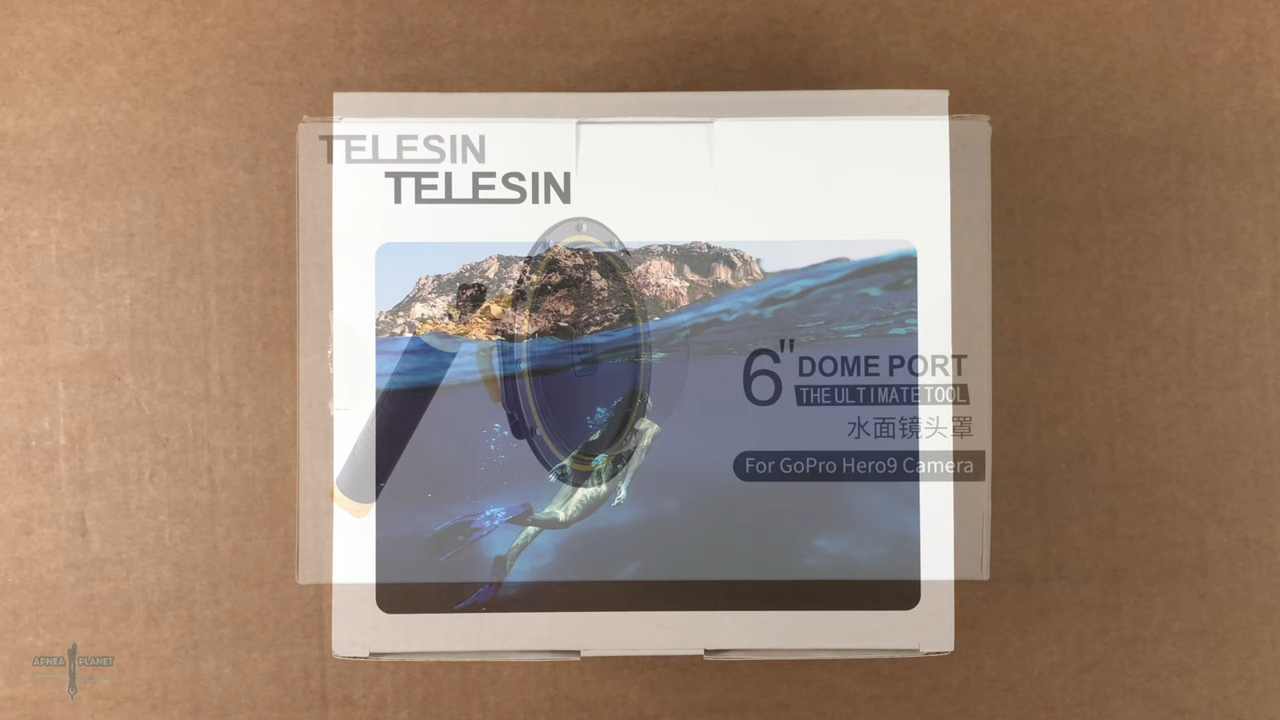 TELESIN
TELESIN
6" DOME PORT
THE ULTIMATE TOOL
水面镜头罩
For GoPro Hero9 Camera
APNEA PLANET